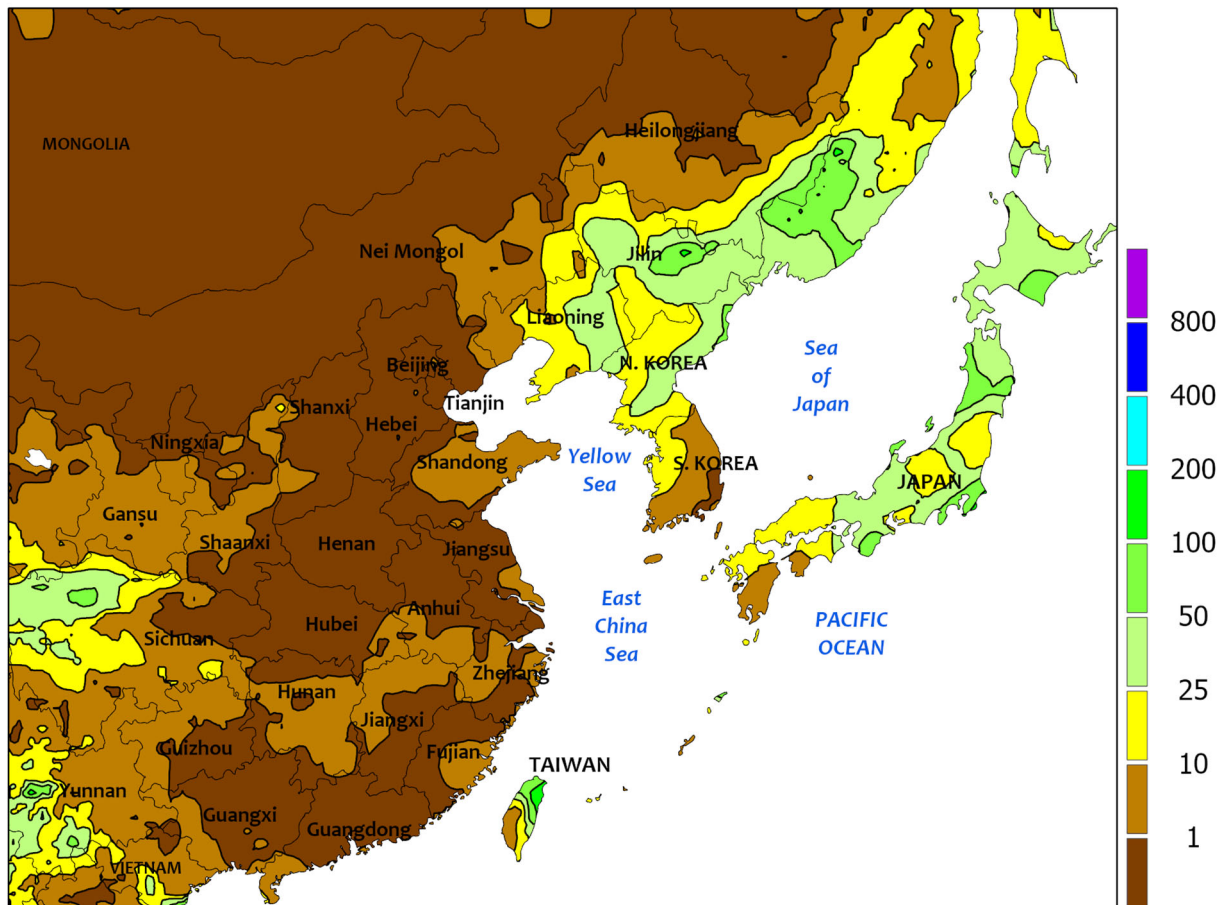 Heilongjiang
MONGOLIA
Nei Mongol
Jilin
Liaoning
800
Sea
of
Japan
Beijing
N. KOREA
400
Shanxi
Tianjin
Hebei
Ningxia
Shandong
Yellow
Sea
S. KOREA
200
JAPAN
Gansu
Shaanxi
Henan
Jiangsu
100
Anhui
East
China
Sea
PACIFIC
OCEAN
50
Hubei
Sichuan
Zhejiang
Hunan
25
Jiangxi
Guizhou
Fujian
TAIWAN
10
Yunnan
Guangxi
Guangdong
1
VIETNAM